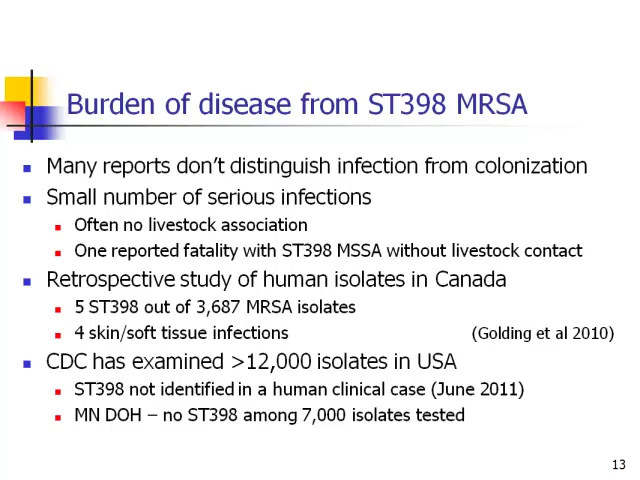 Burden of disease from ST398 MRSA
Many reports don't distinguish infection from colonization
Small number of serious infections
Often no livestock association
One reported fatality with ST398 MSSA without livestock contact
Retrospective study of human isolates in Canada
5 ST398 out of 3,687 MRSA isolates
4 skin/soft tissue infections (Golding et al 2010)
CDC has examined >12,000 isolates in USA
ST398 not identified in a human clinical case (June 2011)
MN DOH – no ST398 among 7,000 isolates tested
13